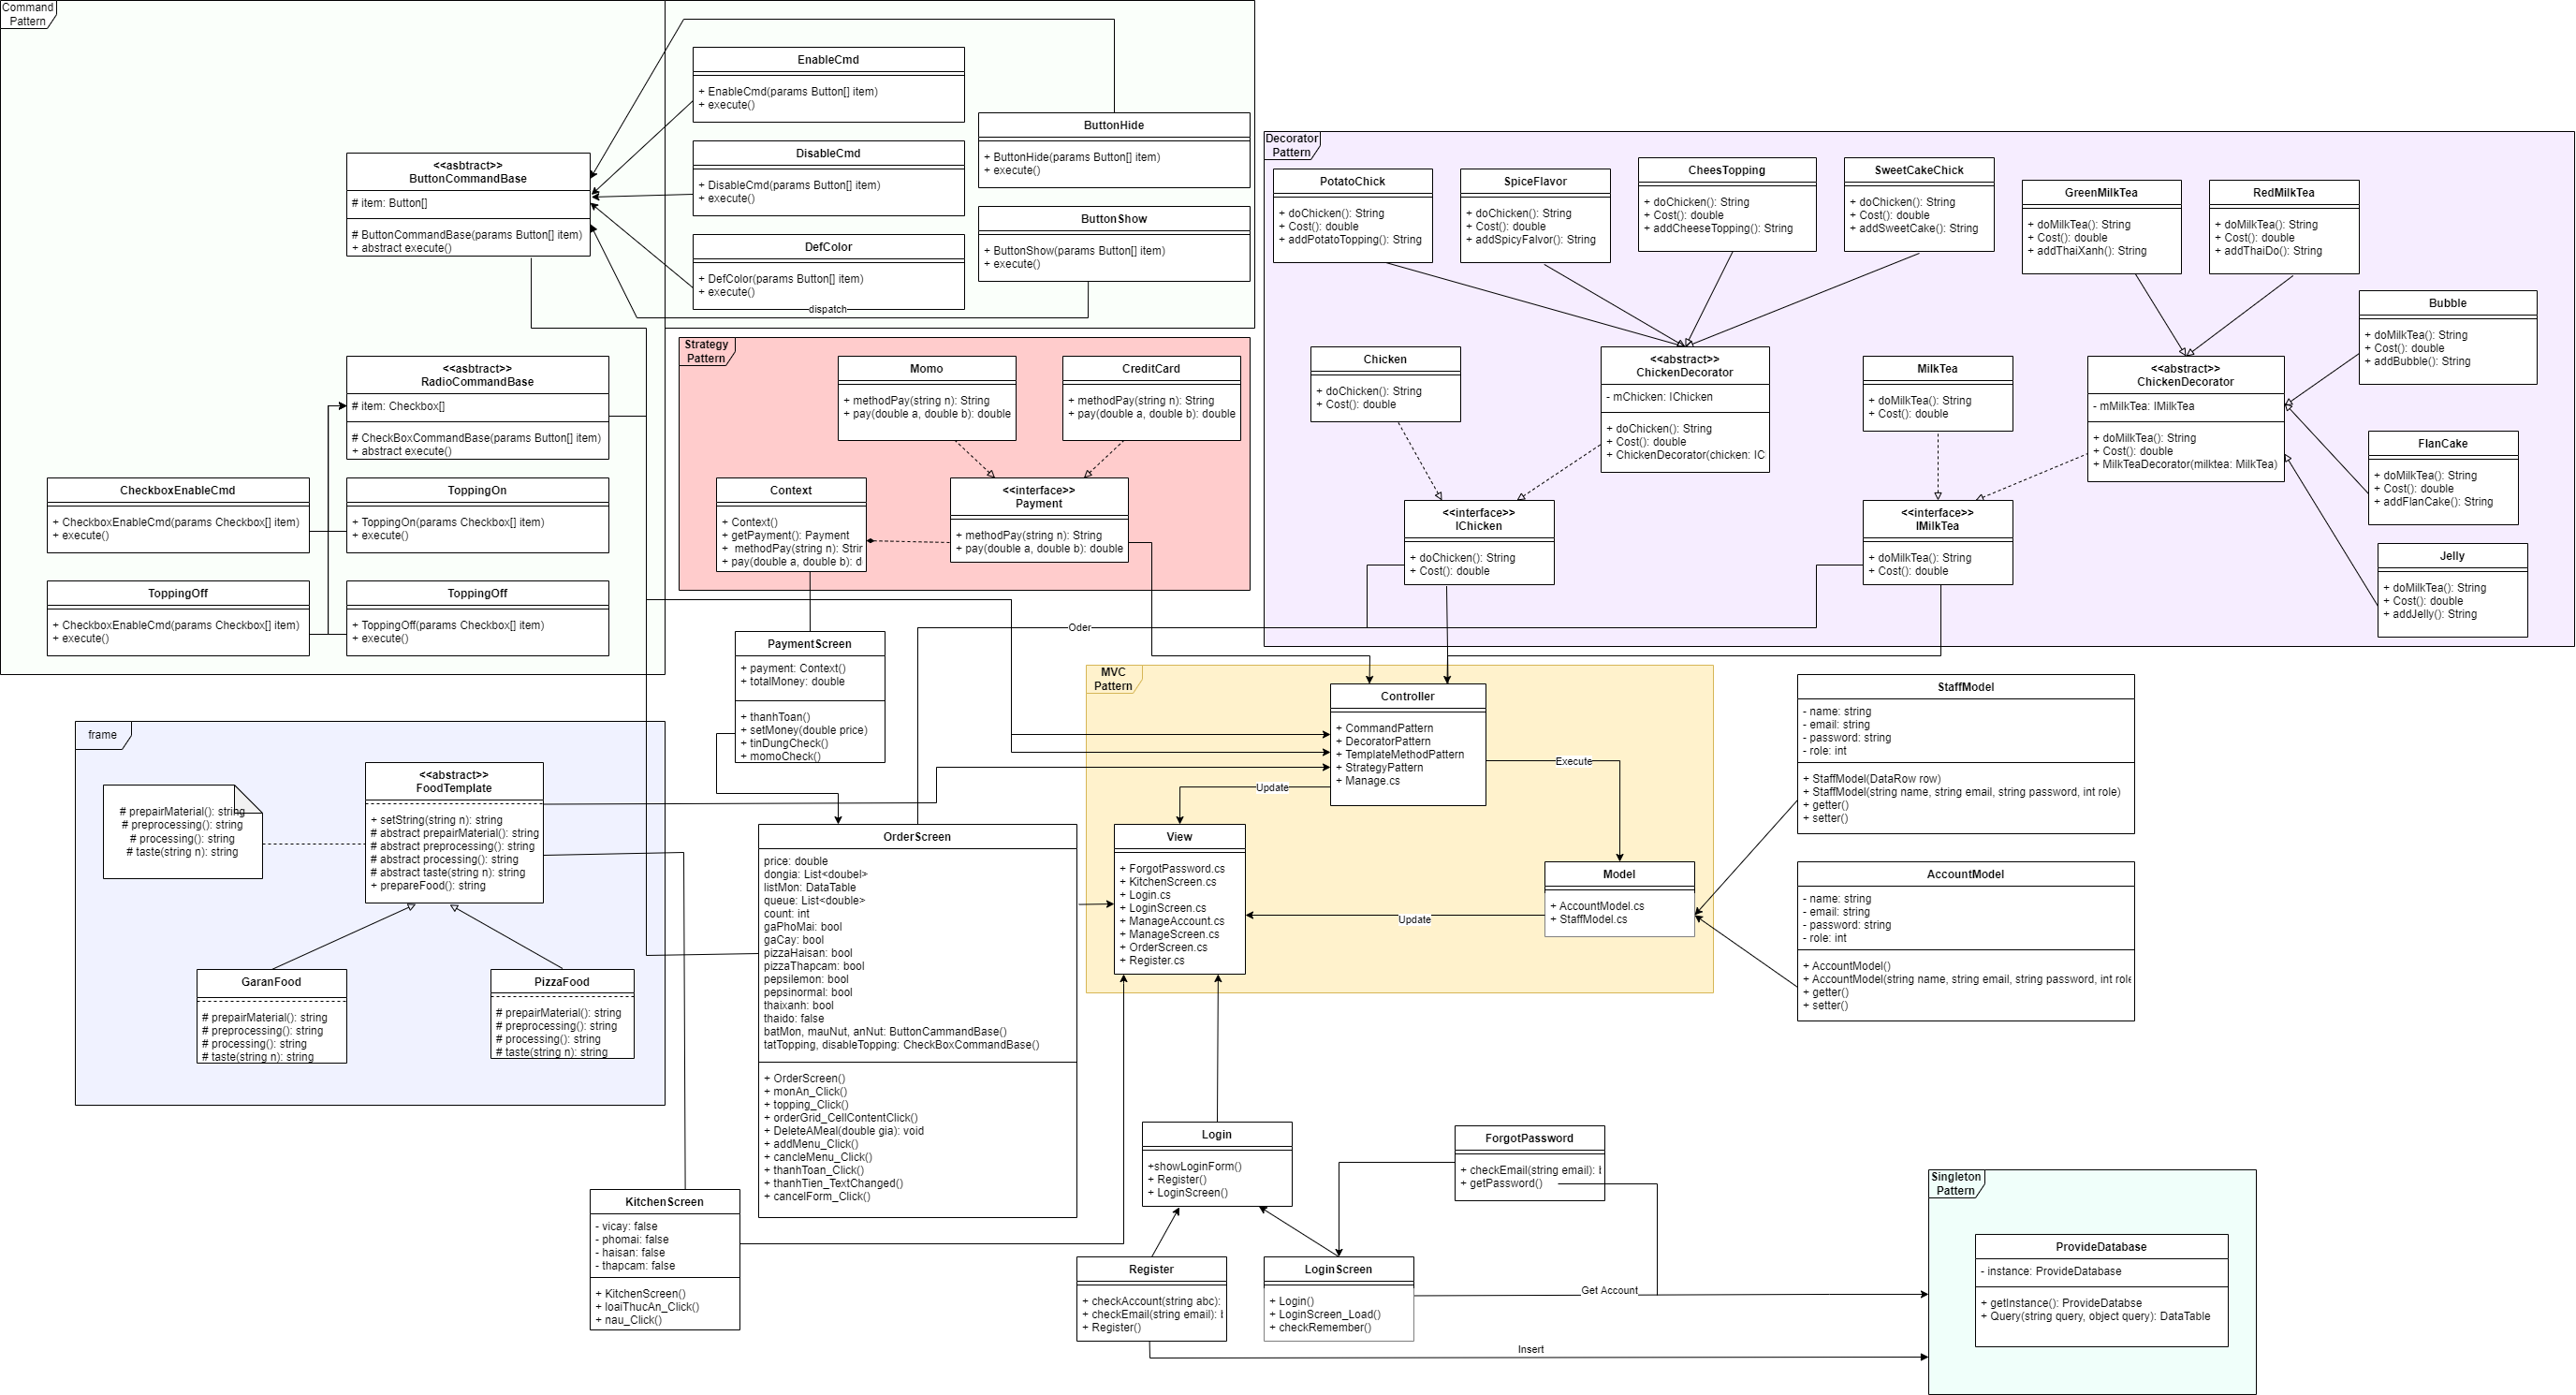 Command
Pattern
EnableCmd
+ EnableCmd(params Button[] item)
+ execute()
DisableCmd
+ DisableCmd(params Button[] item)
+ execute()
DefColor
+ DefColor(params Button[] item)
+ execute()
ButtonHide
+ ButtonHide(params Button[] item)
+ execute()
ButtonShow
+ ButtonShow(params Button[] item)
+ execute()
dispatch
<<asbtract>>
ButtonCommandBase
# item: Button[]
# ButtonCommandBase(params Button[] item)
+ abstract execute()
<<asbtract>>
RadioCommandBase
# item: Checkbox[]
# CheckBoxCommandBase(params Button[] item)
+ abstract execute()
CheckboxEnableCmd
+ CheckboxEnableCmd(params Checkbox[] item)
+ execute()
ToppingOn
+ ToppingOn(params Checkbox[] item)
+ execute()
ToppingOff
+ CheckboxEnableCmd(params Checkbox[] item)
+ execute()
ToppingOff
+ ToppingOff(params Checkbox[] item)
+ execute()
Strategy
Pattern
Momo
+ methodPay(string n): String
+ pay(double a, double b): double
CreditCard
+ methodPay(string n): String
+ pay(double a, double b): double
Context
+ Context()
+ getPayment(): Payment
+ methodPay(string n): Strir
+ pay(double a, double b): d
<<interface>>
Payment
+ methodPay(string n): String
+ pay(double a, double b): double
Decorator
Pattern
PotatoChick
+ doChicken(): String
+ Cost(): double
+ addPotatoTopping(): String
SpiceFlavor
+ doChicken(): String
+ Cost(): double
+ addSpicyFalvor(): String
CheesTopping
+ doChicken(): String
+ Cost(): double
+ addCheeseTopping(): String
SweetCakeChick
+ doChicken(): String
+ Cost(): double
+ addSweetCake(): String
GreenMilkTea
+ doMilkTea(): String
+ Cost(): double
+ addThaiXanh(): String
RedMilkTea
+ doMilkTea(): String
+ Cost(): double
+ addThaiDo(): String
Bubble
+ doMilkTea(): String
+ Cost(): double
+ addBubble(): String
Chicken
+ doChicken(): String
+ Cost(): double
<<abstract>>
ChickenDecorator
- mChicken: IChicken
+ doChicken(): String
+ Cost(): double
+ ChickenDecorator(chicken: IC
MilkTea
+ doMilkTea(): String
+ Cost(): double
<<abstract>>
ChickenDecorator
- mMilkTea: IMilkTea
+ doMilkTea(): String
+ Cost(): double
+ MilkTeaDecorator(milktea: MilkTea)
FlanCake
+ doMilkTea(): String
+ Cost(): double
+ addFlanCake(): String
<<interface>>
IChicken
+ doChicken(): String
+ Cost(): double
<<interface>>
IMilkTea
+ doMilkTea(): String
+ Cost(): double
Jelly
+ doMilkTea(): String
+ Cost(): double
+ addJelly(): String
Oder
PaymentScreen
+ payment: Context()
+ totalMoney: double
+ thanhToan()
+ setMoney(double price)
+ tinDungCheck()
+ momoCheck()
MVC
Pattern
Controller
+ CommandPattern
+ DecoratorPattern
+ TemplateMethodPattern
+ StrategyPattern
+ Manage.cs
Execute
Update
View
+ ForgotPassword.cs
+ KitchenScreen.cs
+ Login.cs
+ LoginScreen.cs
+ ManageAccount.cs
+ ManageScreen.cs
+ OrderScreen.cs
+ Register.cs
Update
Model
+ AccountModel.cs
+ StaffModel.cs
StaffModel
- name: string
- email: string
- password: string
- role: int
+ StaffModel(DataRow row)
+ StaffModel(string name, string email, string password, int role)
+ getter()
+ setter()
AccountModel
- name: string
- email: string
- password: string
- role: int
+ AccountModel()
+ AccountModel(string name, string email, string password, int role
+ getter()
+ setter()
frame
# prepairMaterial(): string
# preprocessing(): string
# processing(): string
# taste(string n): string
<<abstract>>
FoodTemplate
+ setString(string n): string
# abstract prepairMaterial(): string
# abstract preprocessing(): string
# abstract processing(): string
# abstract taste(string n): string
+ prepareFood(): string
GaranFood
# prepairMaterial(): string
# preprocessing(): string
# processing(): string
# taste(string n): string
PizzaFood
# prepairMaterial(): string
# preprocessing(): string
# processing(): string
# taste(string n): string
OrderScreen
price: double
dongia: List<doubel>
listMon: DataTable
queue: List<double>
count: int
gaPhoMai: bool
gaCay: bool
pizzaHaisan: bool
pizzaThapcam: bool
pepsilemon: bool
pepsinormal: bool
thaixanh: bool
thaido: false
batMon, mauNut, anNut: ButtonCammandBase()
tatTopping, disableTopping: CheckBoxCommandBase()
+ OrderScreen()
+ monAn_Click()
+ topping_Click()
+ orderGrid_CellContentClick()
+ DeleteAMeal(double gia): void
+ addMenu_Click()
+ cancleMenu_Click()
+ thanhToan_Click()
+ thanhTien_TextChanged()
+ cancelForm_Click()
KitchenScreen
- vicay: false
- phomai: false
- haisan: false
- thapcam: false
+ KitchenScreen()
+ loaiThucAn_Click()
+ nau_Click()
Login
+showLoginForm()
+ Register()
+ LoginScreen()
ForgotPassword
+ checkEmail(string email): b
+ getPassword()
Register
+ checkAccount(string abc):
+ checkEmail(string email): b
+ Register()
LoginScreen
+ Login()
+ LoginScreen_Load()
+ checkRemember()
Get Account
Insert
Singleton
Pattern
ProvideDatabase
- instance: ProvideDatabase
+ getInstance(): ProvideDatabse
+ Query(string query, object query): DataTable